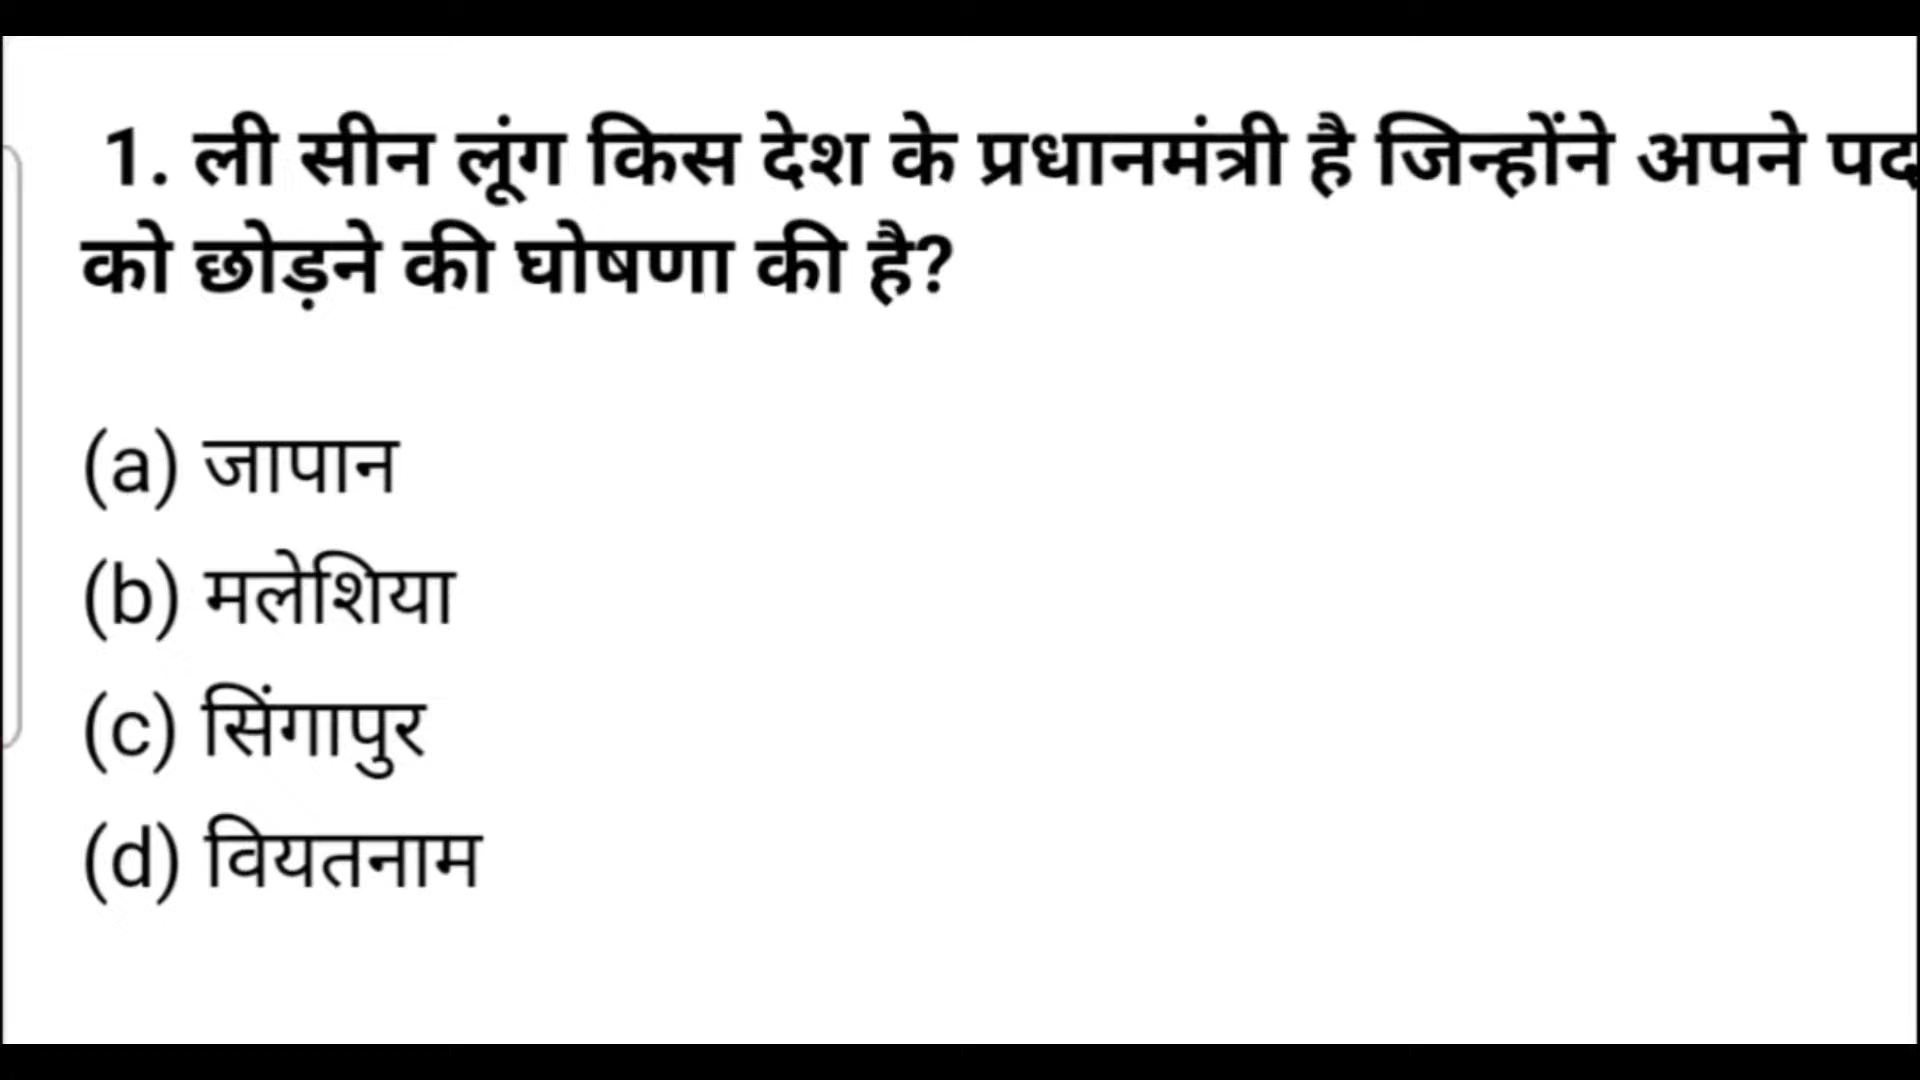 1. ली सीन लूंग किस देश के प्रधानमंत्री है जिन्होंने अपने पद
को छोड़ने की घोषणा की है?
(a) जापान
(b) मलेशिया
(c) सिंगापुर
(d) वियतनाम